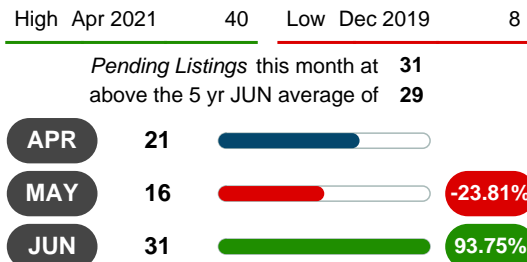 High Apr 2021 40 Low Dec 2019 8
Pending Listings this month at 31
above the 5 yr JUN average of 29
APR 21
MAY 16 -23.81%
JUN 31 93.75%